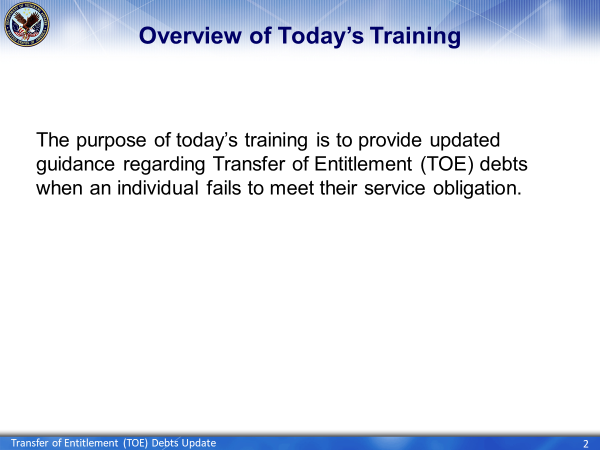 Overview of Today’s Training
The purpose of today’s training is to provide updated
guidance regarding Transfer of Entitlement (TOE) debts
when an individual fails to meet their service obligation.
Transfer of Entitlement (TOE) Debts Update
2